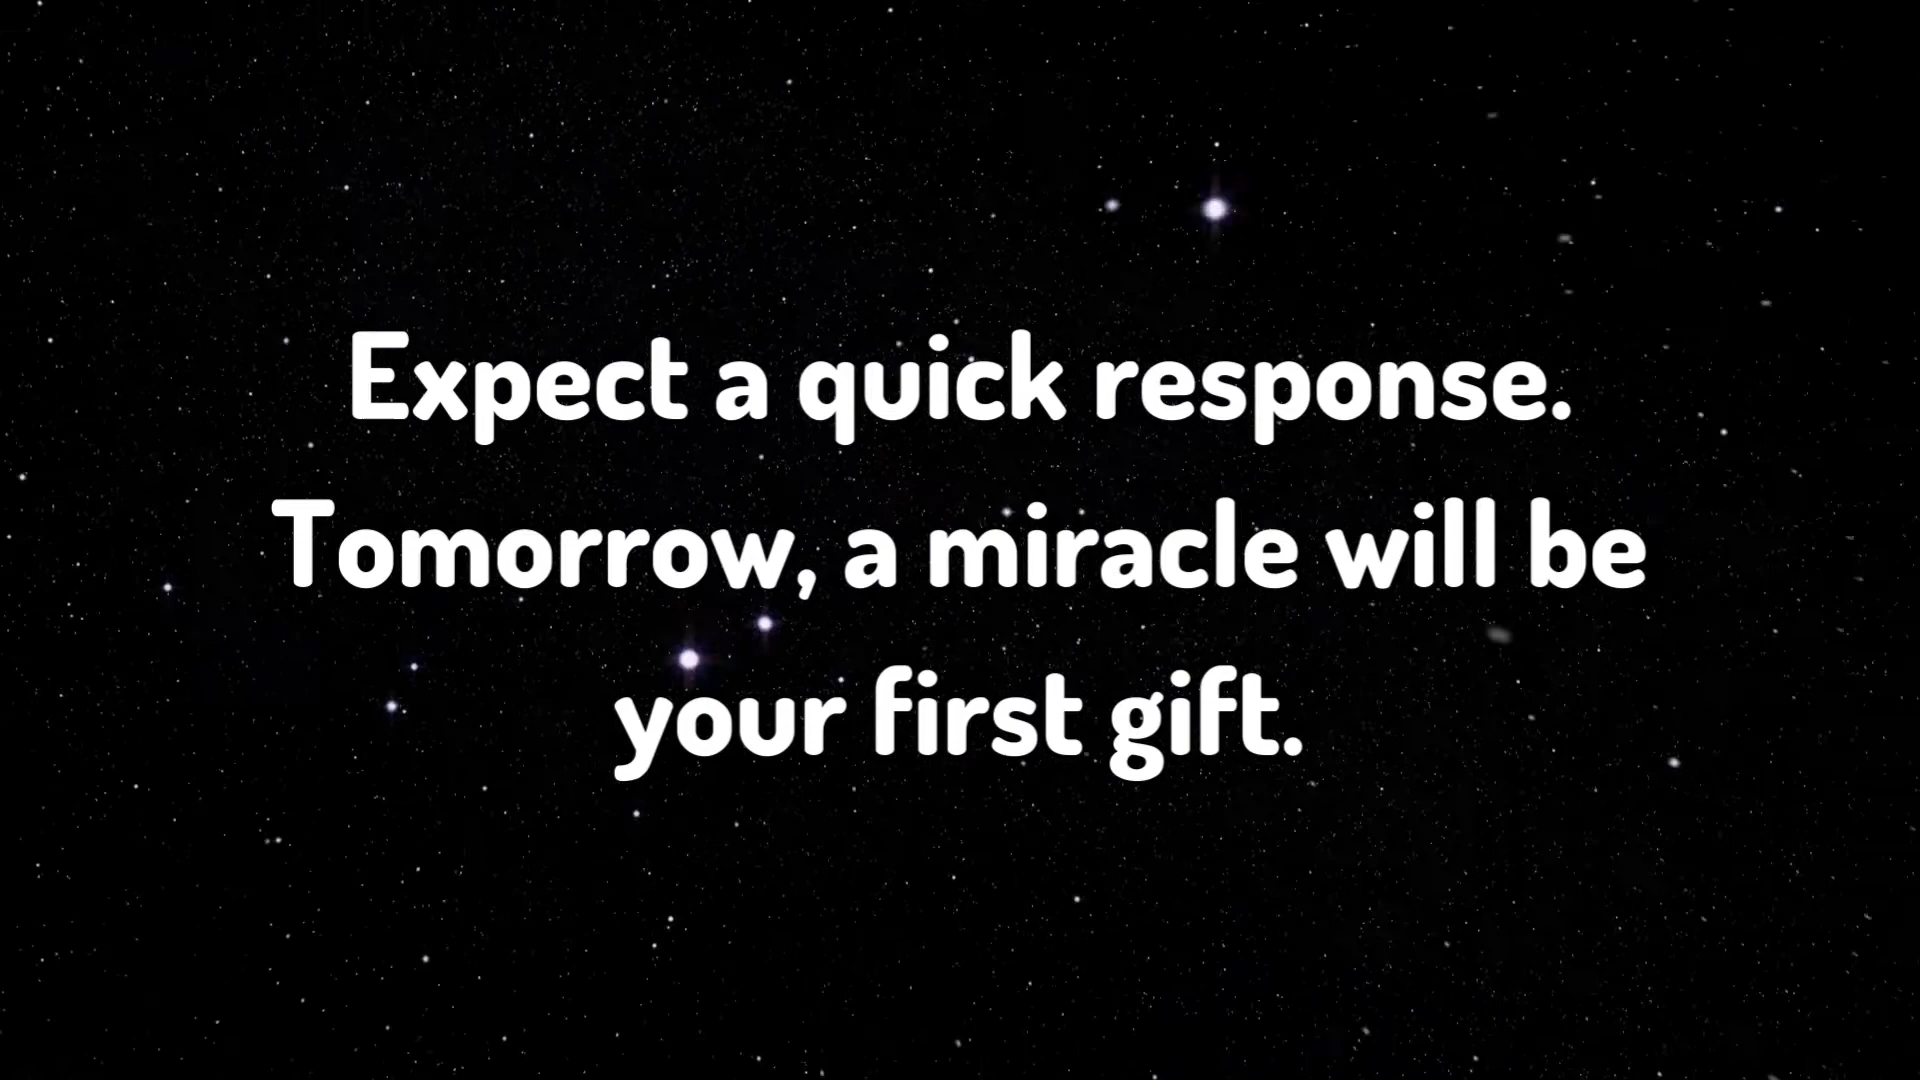 Expect a quick response.
Tomorrow, a miracle will be
your first gift.